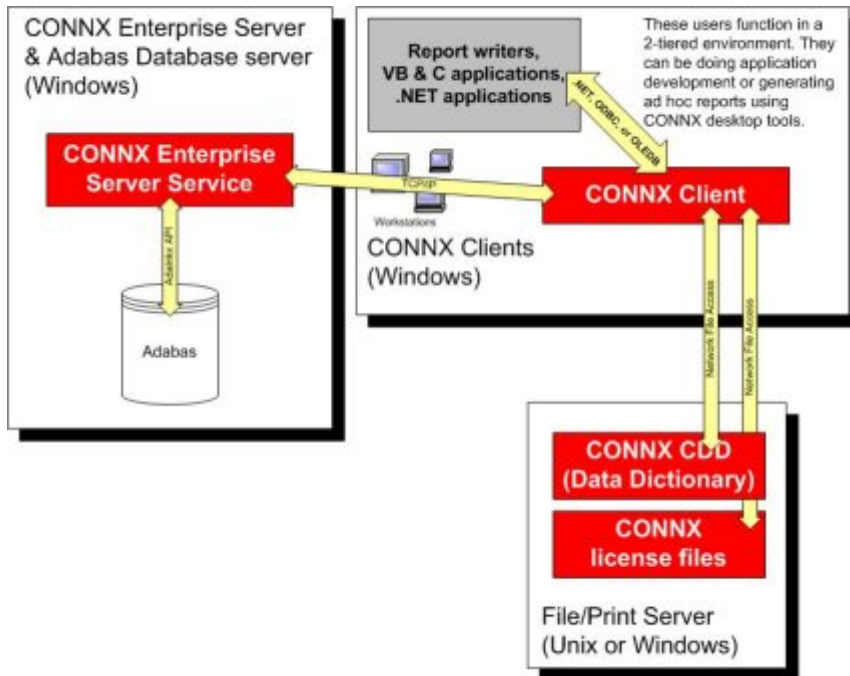 CONNX Enterprise Server
& Adabas Database server
(Windows)
CONNX Enterprise
Server Service
Adalnkx API
Adabas
Report writers,
VB & C applications,
.NET applications
These users function in a
2-tiered environment. They
can be doing application
development or generating
ad hoc reports using
CONNX desktop tools.
.NET, ODBC, or OLEDB
TCP/IP
Workstations
CONNX Client
CONNX Clients
(Windows)
Network File Access
Network File Access
CONNX CDD
(Data Dictionary)
CONNX
license files
File/Print Server
(Unix or Windows)